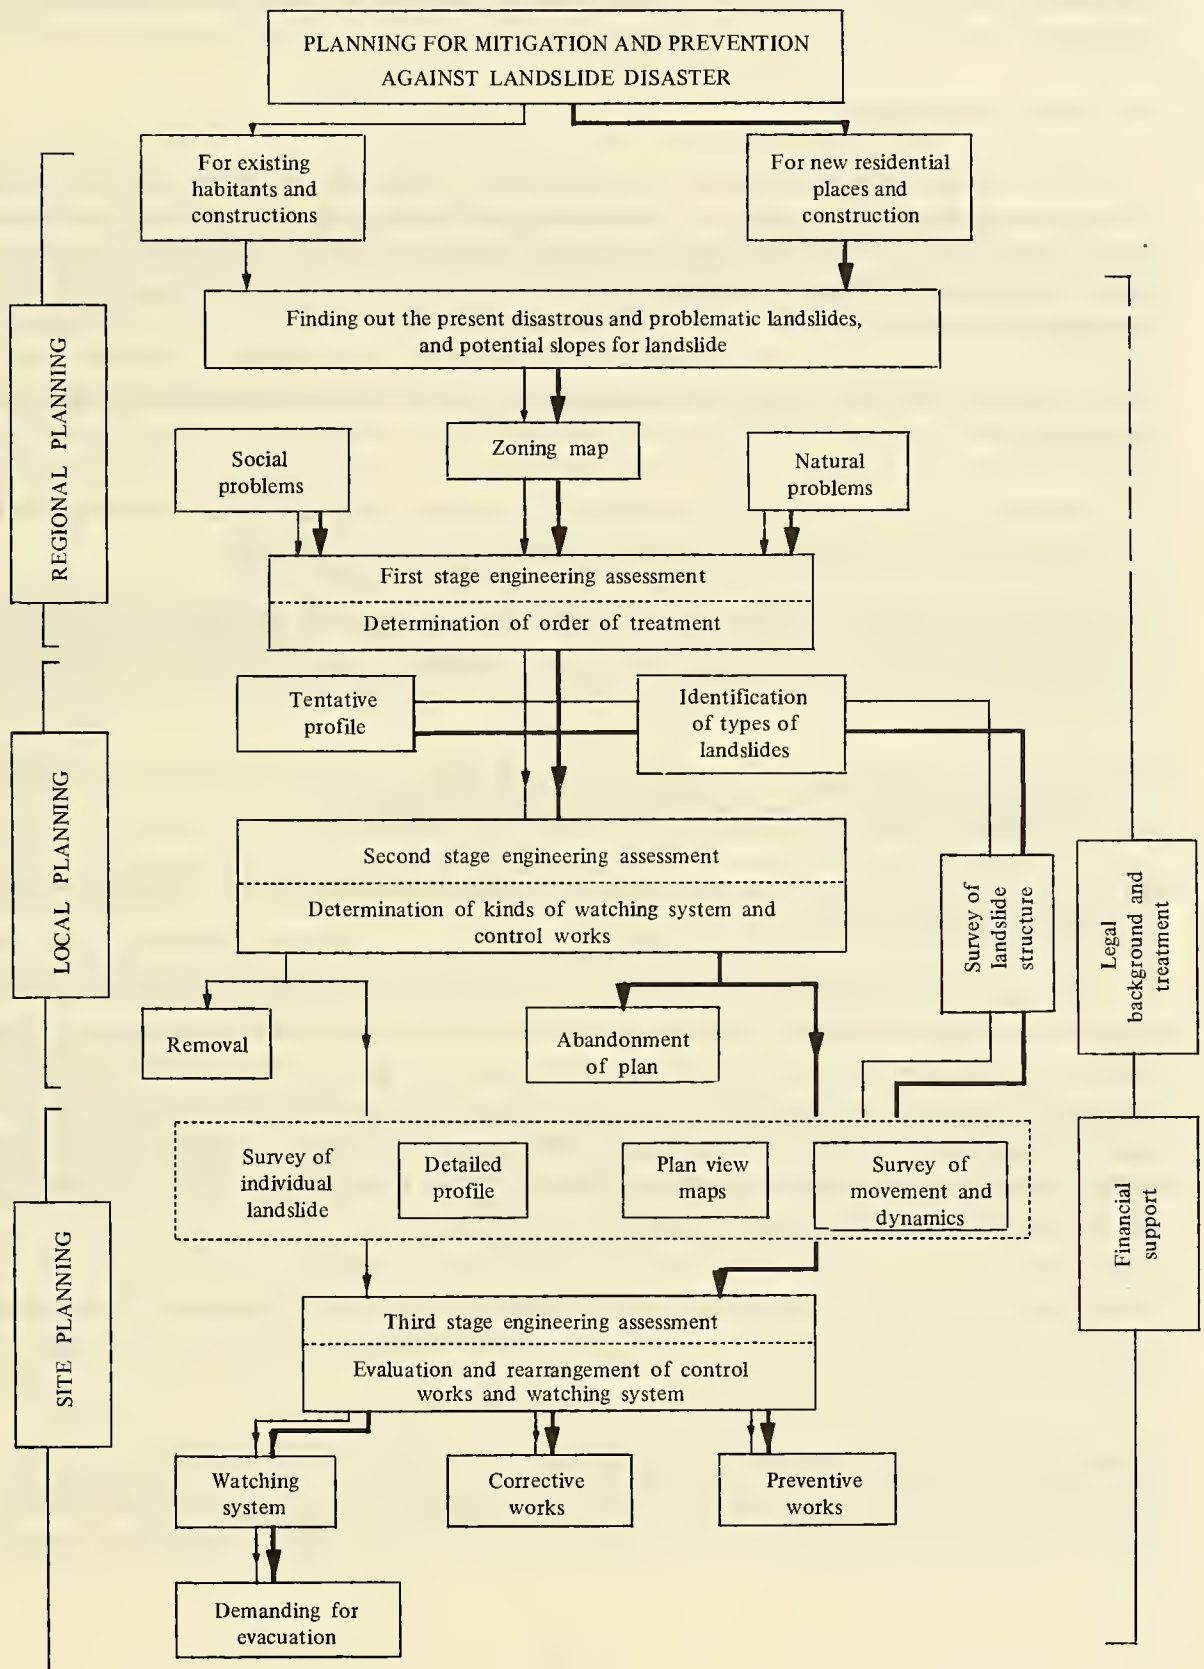 PLANNING FOR MITIGATION AND PREVENTION
AGAINST LANDSLIDE DISASTER
For existing
habitants and
constructions
For new residential
places and
construction
Finding out the present disastrous and problematic landslides,
and potential slopes for landslide
REGIONAL PLANNING
Social
problems
Zoning map
Natural
problems
First stage engineering assessment
Determination of order of treatment
Tentative
profile
Identification
of types of
landslides
LOCAL PLANNING
Second stage engineering assessment
Determination of kinds of watching system and
control works
Survey of
landslide
structure
Legal
background and
treatment
Removal
Abandonment
of plan
Survey of
individual
landslide
Detailed
profile
Plan view
maps
Survey of
movement and
dynamics
Financial
support
SITE PLANNING
Third stage engineering assessment
Evaluation and rearrangement of control
works and watching system
Watching
system
Corrective
works
Preventive
works
Demanding for
evacuation